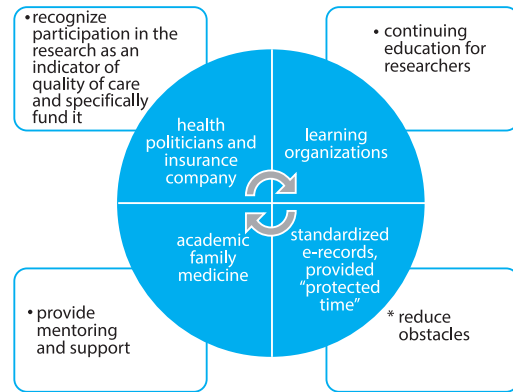 • recognize
participation in the
research as an
indicator of
quality of care
and specifically
fund it
• continuing
education for
researchers
health
politicians and
insurance
company
learning
organizations
academic
family
medicine
standardized
e-records,
provided
“protected
time”
• provide
mentoring
and support
* reduce
obstacles